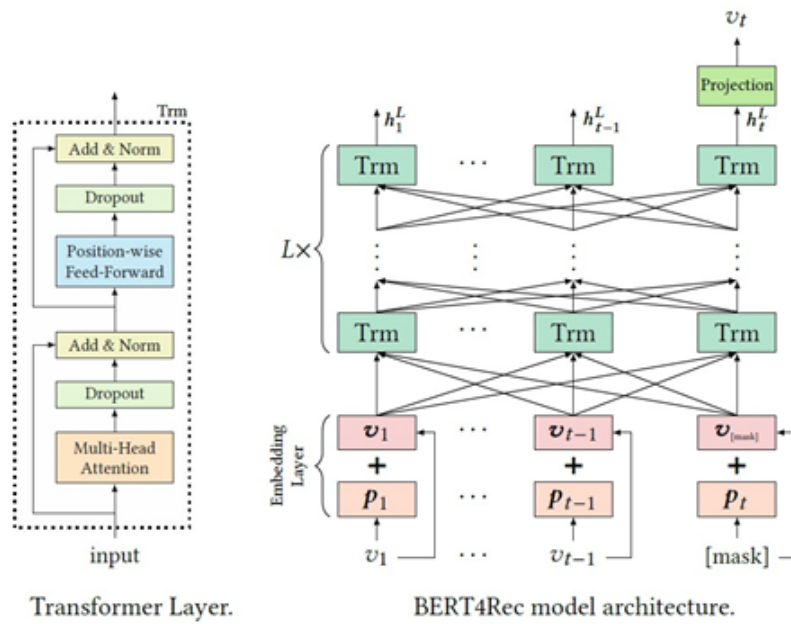 Trm
Add & Norm
Dropout
Position-wise
Feed-Forward
Add & Norm
Dropout
Multi-Head
Attention
input
Transformer Layer.
v_t
Projection
h_1^L h_{t-1}^L h_t^L
Trm ... Trm Trm
L×
Trm ... Trm Trm
Embedding
Layer
v_1 ... v_{t-1} v_{[mask]}
+ + +
p_1 ... p_{t-1} p_t
v_1 ... v_{t-1} [mask]
BERT4Rec model architecture.